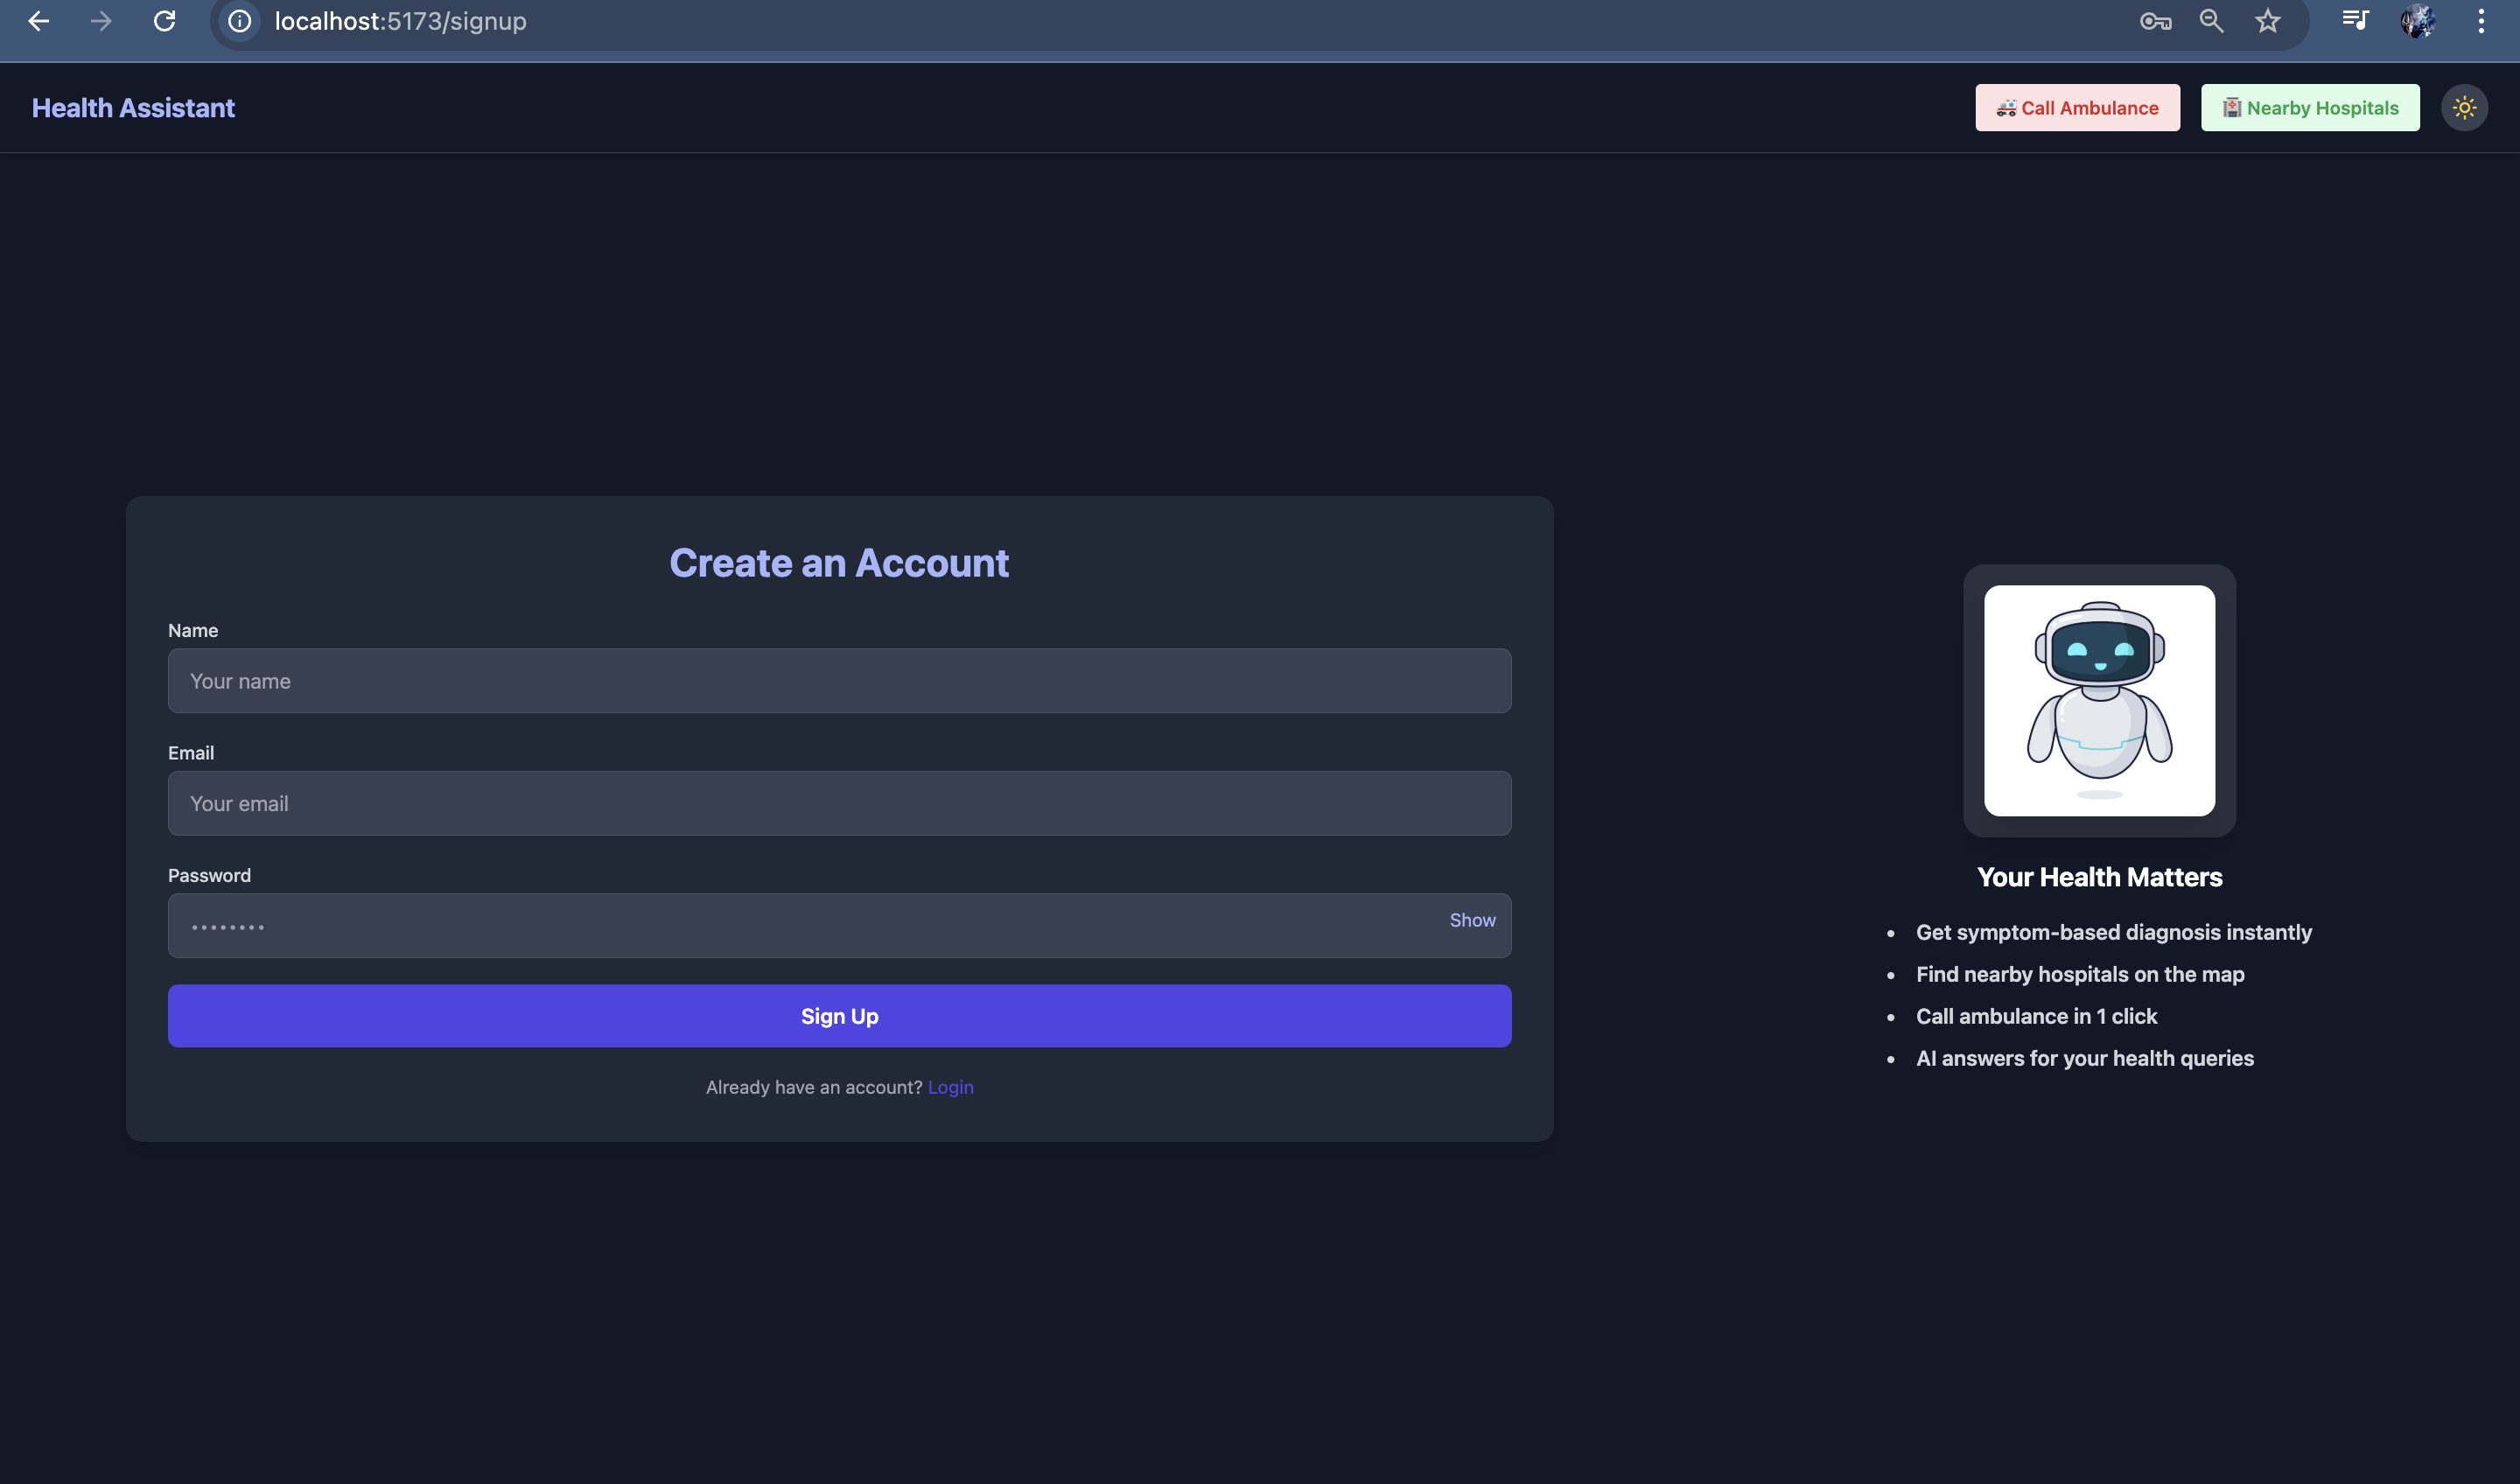 localhost:5173/signup
Health Assistant
🚑 Call Ambulance
🏥 Nearby Hospitals
Create an Account
Name
Your name
Email
Your email
Password
••••••••
Show
Sign Up
Already have an account? Login
Your Health Matters
• Get symptom-based diagnosis instantly
• Find nearby hospitals on the map
• Call ambulance in 1 click
• AI answers for your health queries